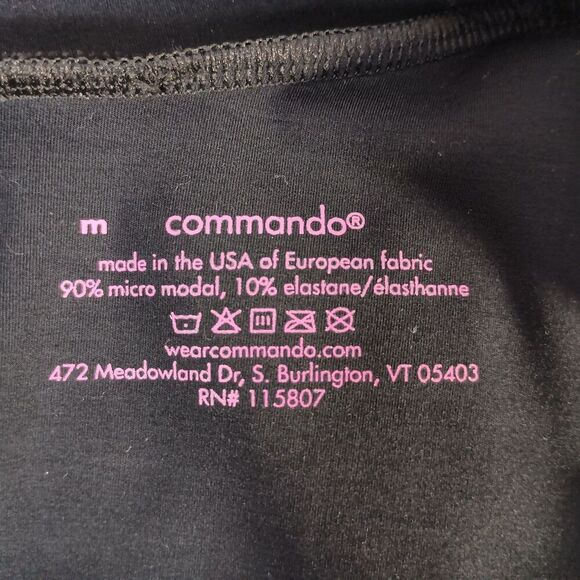 m commando®
made in the USA of European fabric
90% micro modal, 10% elastane/élasthanne
wearcommando.com
472 Meadowland Dr, S. Burlington, VT 05403
RN# 115807